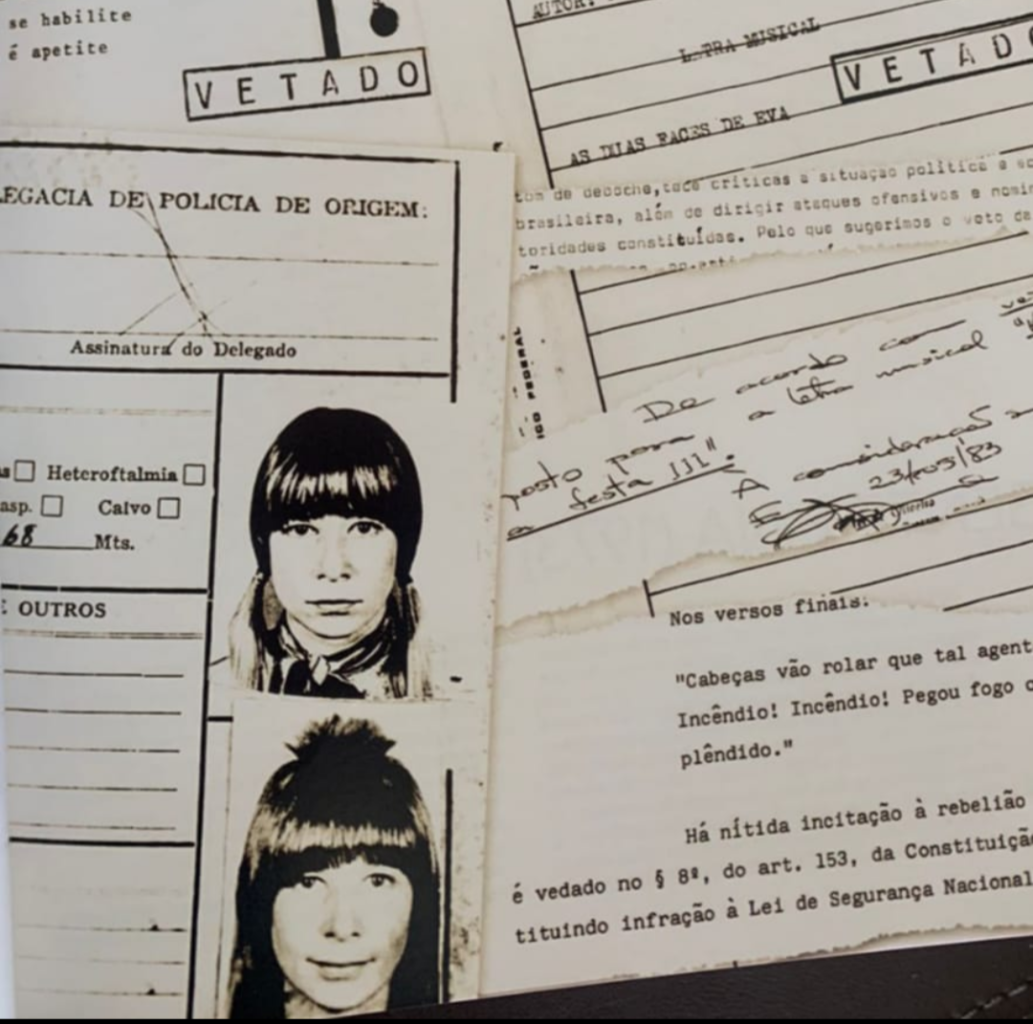 se habilite
é apetite
VETADO
AUTOR:
L TRA MUSICAL
VETADO
AS DUAS FACES DE EVA
tom de deboche, tece críticas a situação política e
brasileira, além de dirigir ataques ofensivos e
toridades constituídas. Pelo que sugerimos o veto da
LEGACIA DE POLICIA DE ORIGEM:
Assinatura do Delegado
Heteroftalmia
asp. Calvo
68 Mts.
E OUTROS
De acordo com
posto para a letra musical
a festa III".
À consideração
23/05/83
Nos versos finais:
"Cabeças vão rolar que tal agent
Incêndio! Incêndio! Pegou fogo
plêndido."
Há nítida incitação à rebelião
é vedado no § 8º, do art. 153, da Constituição
tituindo infração à Lei de Segurança Nacional